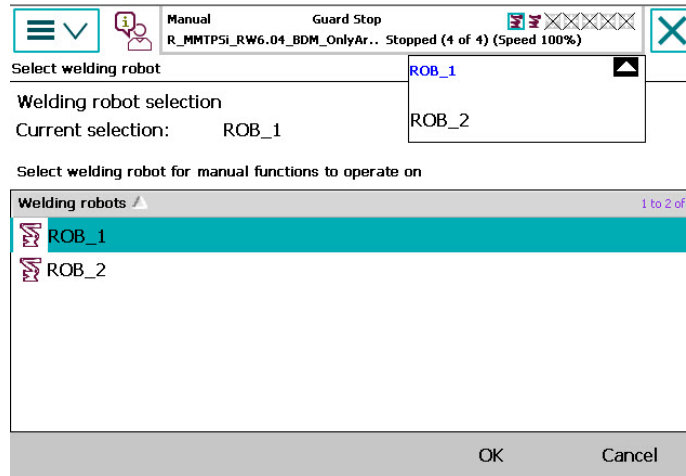 Manual Guard Stop
R_MMTPSi_RW6.04_BDM_OnlyAr.. Stopped (4 of 4) (Speed 100%)
Select welding robot
ROB_1
ROB_2
Welding robot selection
Current selection: ROB_1
Select welding robot for manual functions to operate on
Welding robots 1 to 2 of
ROB_1
ROB_2
OK Cancel